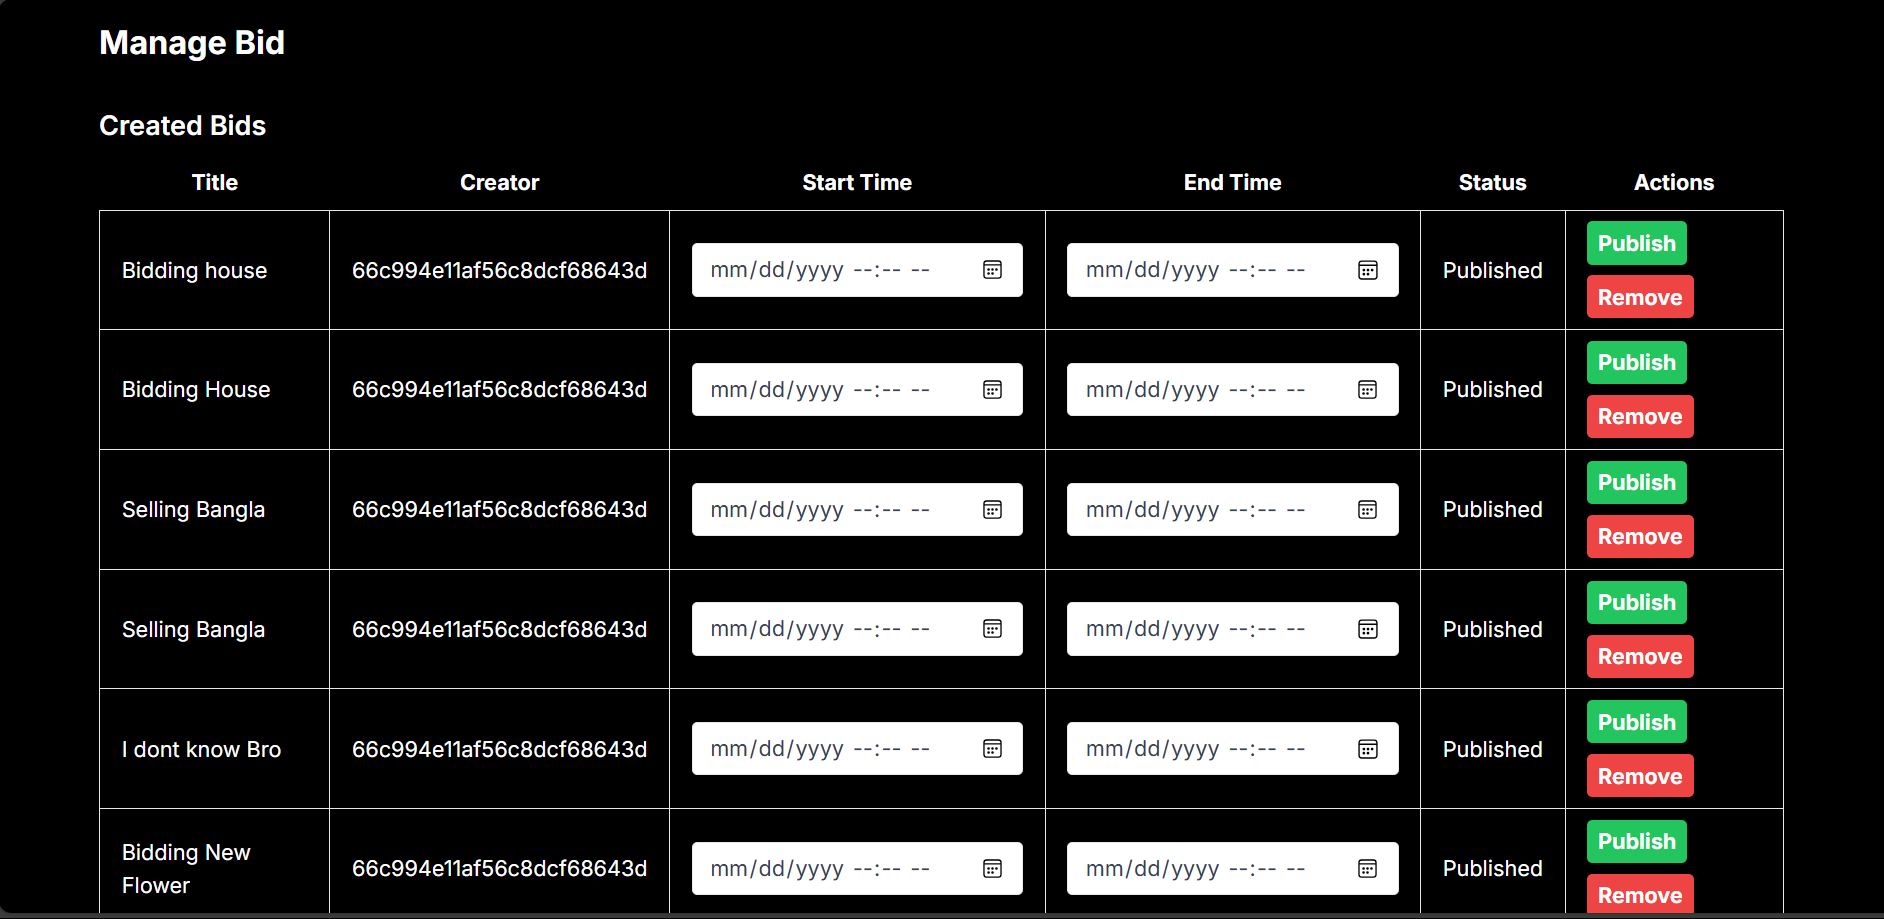 Manage Bid
Created Bids
Title Creator Start Time End Time Status Actions
Bidding house 66c994e11af56c8dcf68643d mm/dd/yyyy --:-- -- mm/dd/yyyy --:-- -- Published Publish
Remove
Bidding House 66c994e11af56c8dcf68643d mm/dd/yyyy --:-- -- mm/dd/yyyy --:-- -- Published Publish
Remove
Selling Bangla 66c994e11af56c8dcf68643d mm/dd/yyyy --:-- -- mm/dd/yyyy --:-- -- Published Publish
Remove
Selling Bangla 66c994e11af56c8dcf68643d mm/dd/yyyy --:-- -- mm/dd/yyyy --:-- -- Published Publish
Remove
I dont know Bro 66c994e11af56c8dcf68643d mm/dd/yyyy --:-- -- mm/dd/yyyy --:-- -- Published Publish
Remove
Bidding New
Flower 66c994e11af56c8dcf68643d mm/dd/yyyy --:-- -- mm/dd/yyyy --:-- -- Published Publish
Remove